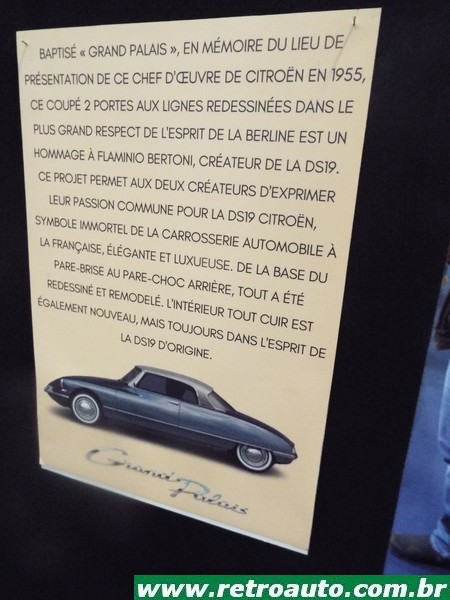 BAPTISÉ « GRAND PALAIS », EN MÉMOIRE DU LIEU DE
PRÉSENTATION DE CE CHEF D'ŒUVRE DE CITROËN EN 1955,
CE COUPÉ 2 PORTES AUX LIGNES REDESSINÉES DANS LE
PLUS GRAND RESPECT DE L'ESPRIT DE LA BERLINE EST UN
HOMMAGE À FLAMINIO BERTONI, CRÉATEUR DE LA DS19.
CE PROJET PERMET AUX DEUX CRÉATEURS D'EXPRIMER
LEUR PASSION COMMUNE POUR LA DS19 CITROËN,
SYMBOLE IMMORTEL DE LA CARROSSERIE AUTOMOBILE À
LA FRANÇAISE, ÉLÉGANTE ET LUXUEUSE. DE LA BASE DU
PARE-BRISE AU PARE-CHOC ARRIÈRE, TOUT A ÉTÉ
REDESSINÉ ET REMODELÉ. L'INTÉRIEUR TOUT CUIR EST
ÉGALEMENT NOUVEAU, MAIS TOUJOURS DANS L'ESPRIT DE
LA DS19 D'ORIGINE.
Grand Palais
www.retroauto.com.br